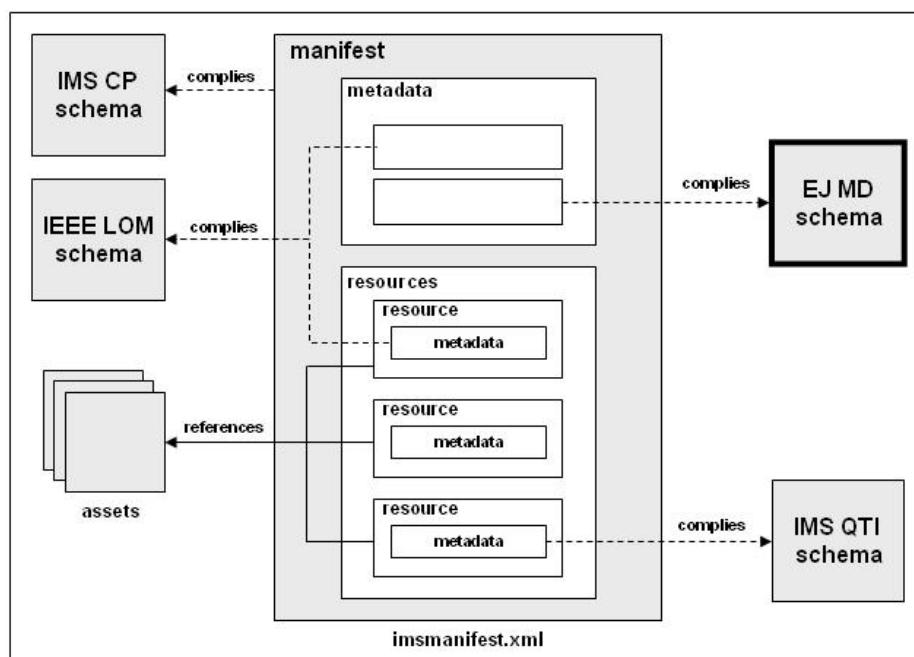 manifest
IMS CP
schema
complies
metadata
IEEE LOM
schema
complies
complies
EJ MD
schema
resources
resource
metadata
resource
metadata
references
assets
resource
metadata
complies
IMS QTI
schema
imsmanifest.xml